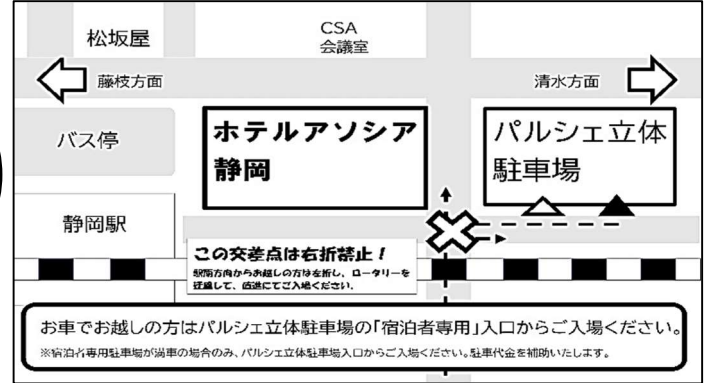 松坂屋
CSA
会議室
藤枝方面
清水方面
バス停
ホテルアソシア
静岡
パルシェ立体
駐車場
静岡駅
この交差点は右折禁止！
駅南方向からお越しの方は左折し、ロータリーを
迂回して、直進にてご入場ください。
お車でお越しの方はパルシェ立体駐車場の「宿泊者専用」入口からご入場ください。
※宿泊者専用駐車場が満車の場合のみ、パルシェ立体駐車場入口からご入場ください。駐車代金を補助いたします。